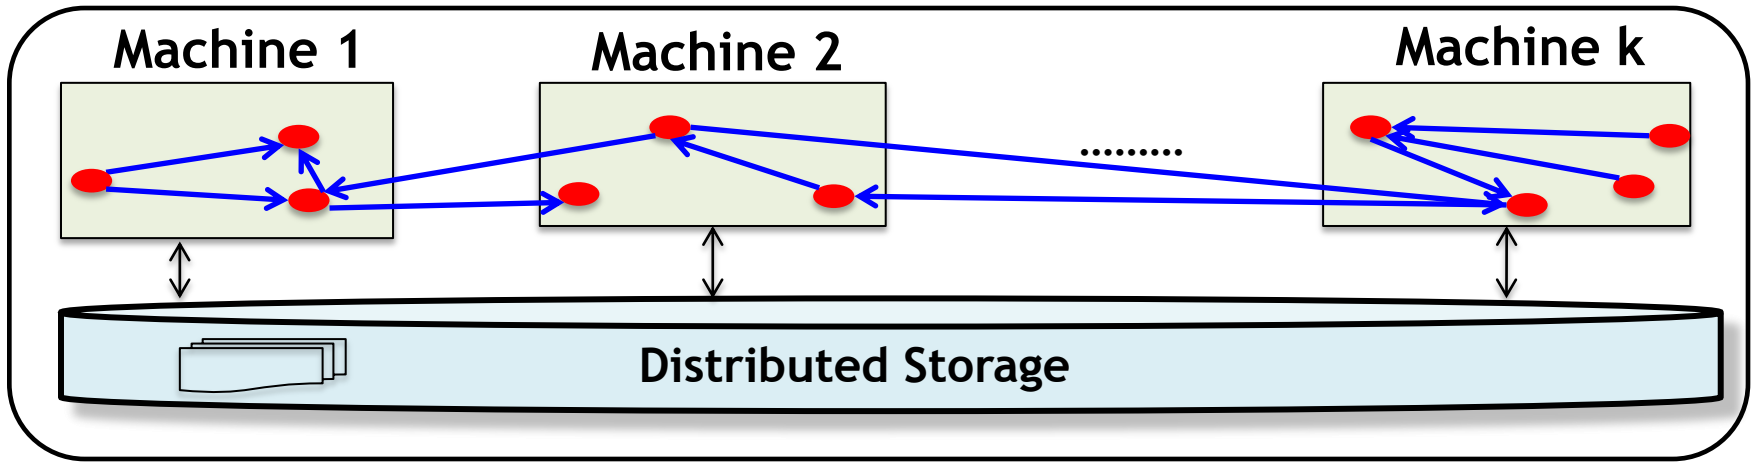 Machine 1
Machine 2
.........
Machine k
Distributed Storage